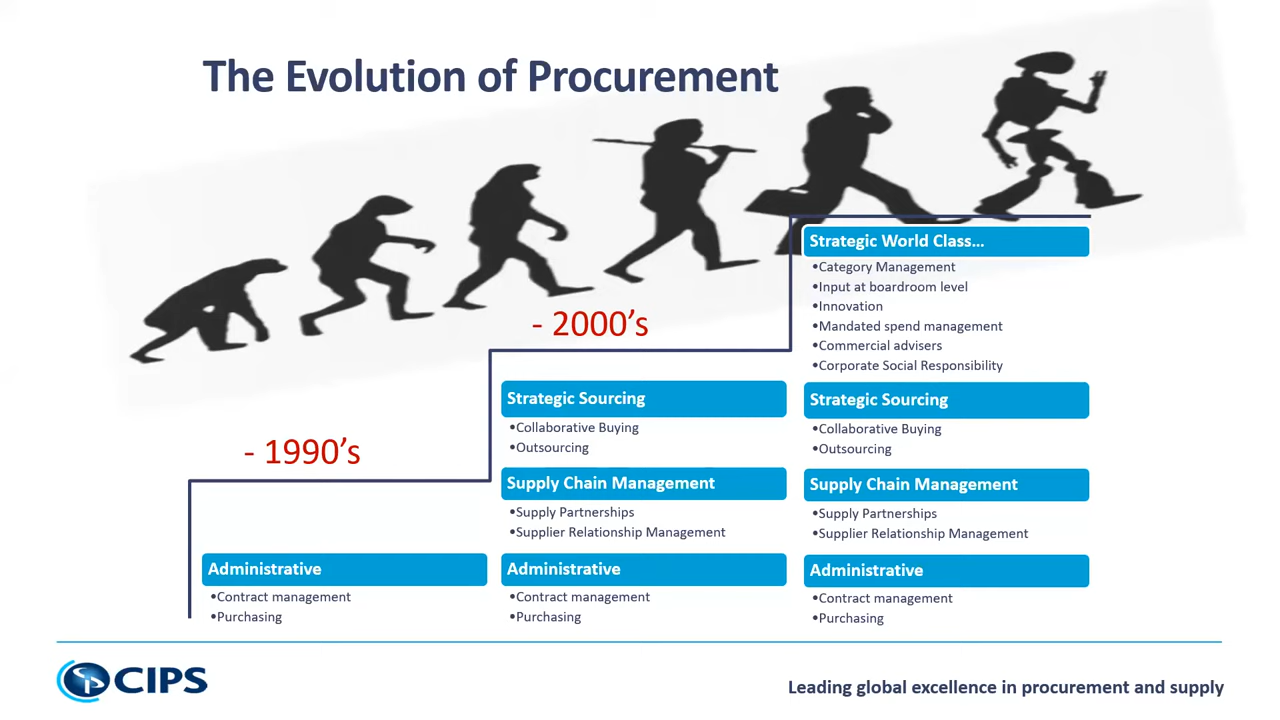 The Evolution of Procurement
- 1990's
- 2000's
Administrative
•Contract management
•Purchasing
Strategic Sourcing
•Collaborative Buying
•Outsourcing
Supply Chain Management
•Supply Partnerships
•Supplier Relationship Management
Administrative
•Contract management
•Purchasing
Strategic World Class...
•Category Management
•Input at boardroom level
•Innovation
•Mandated spend management
•Commercial advisers
•Corporate Social Responsibility
Strategic Sourcing
•Collaborative Buying
•Outsourcing
Supply Chain Management
•Supply Partnerships
•Supplier Relationship Management
Administrative
•Contract management
•Purchasing
CIPS
Leading global excellence in procurement and supply